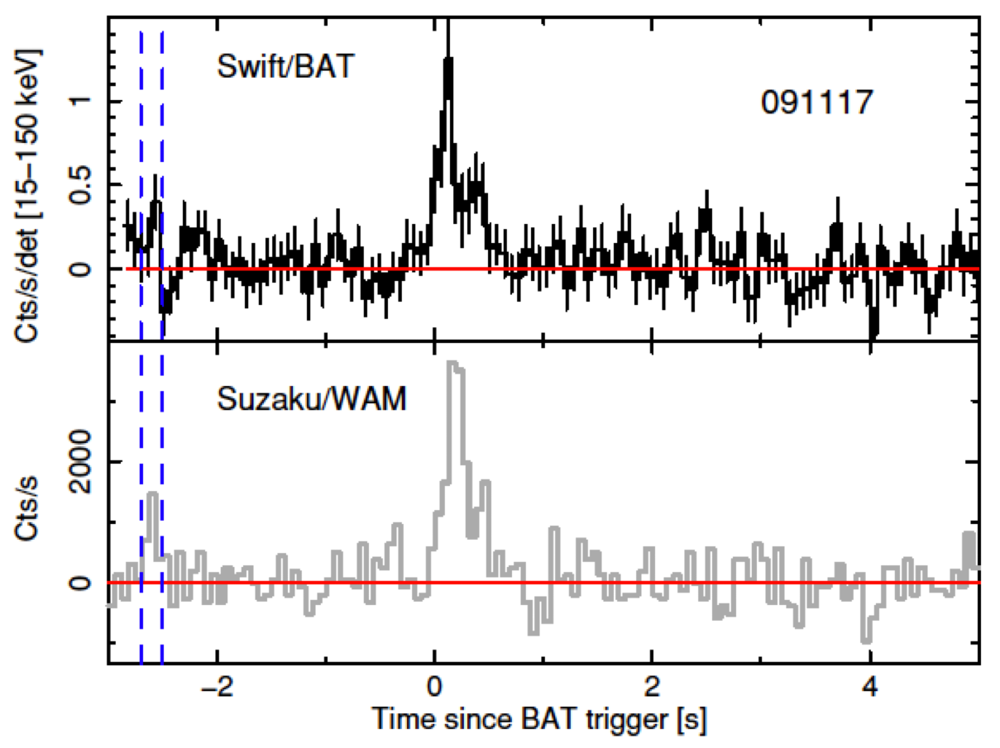 Swift/BAT
091117
Cts/s/det [15–150 keV]
1
0.5
0
Suzaku/WAM
Cts/s
2000
0
−2 0 2 4
Time since BAT trigger [s]